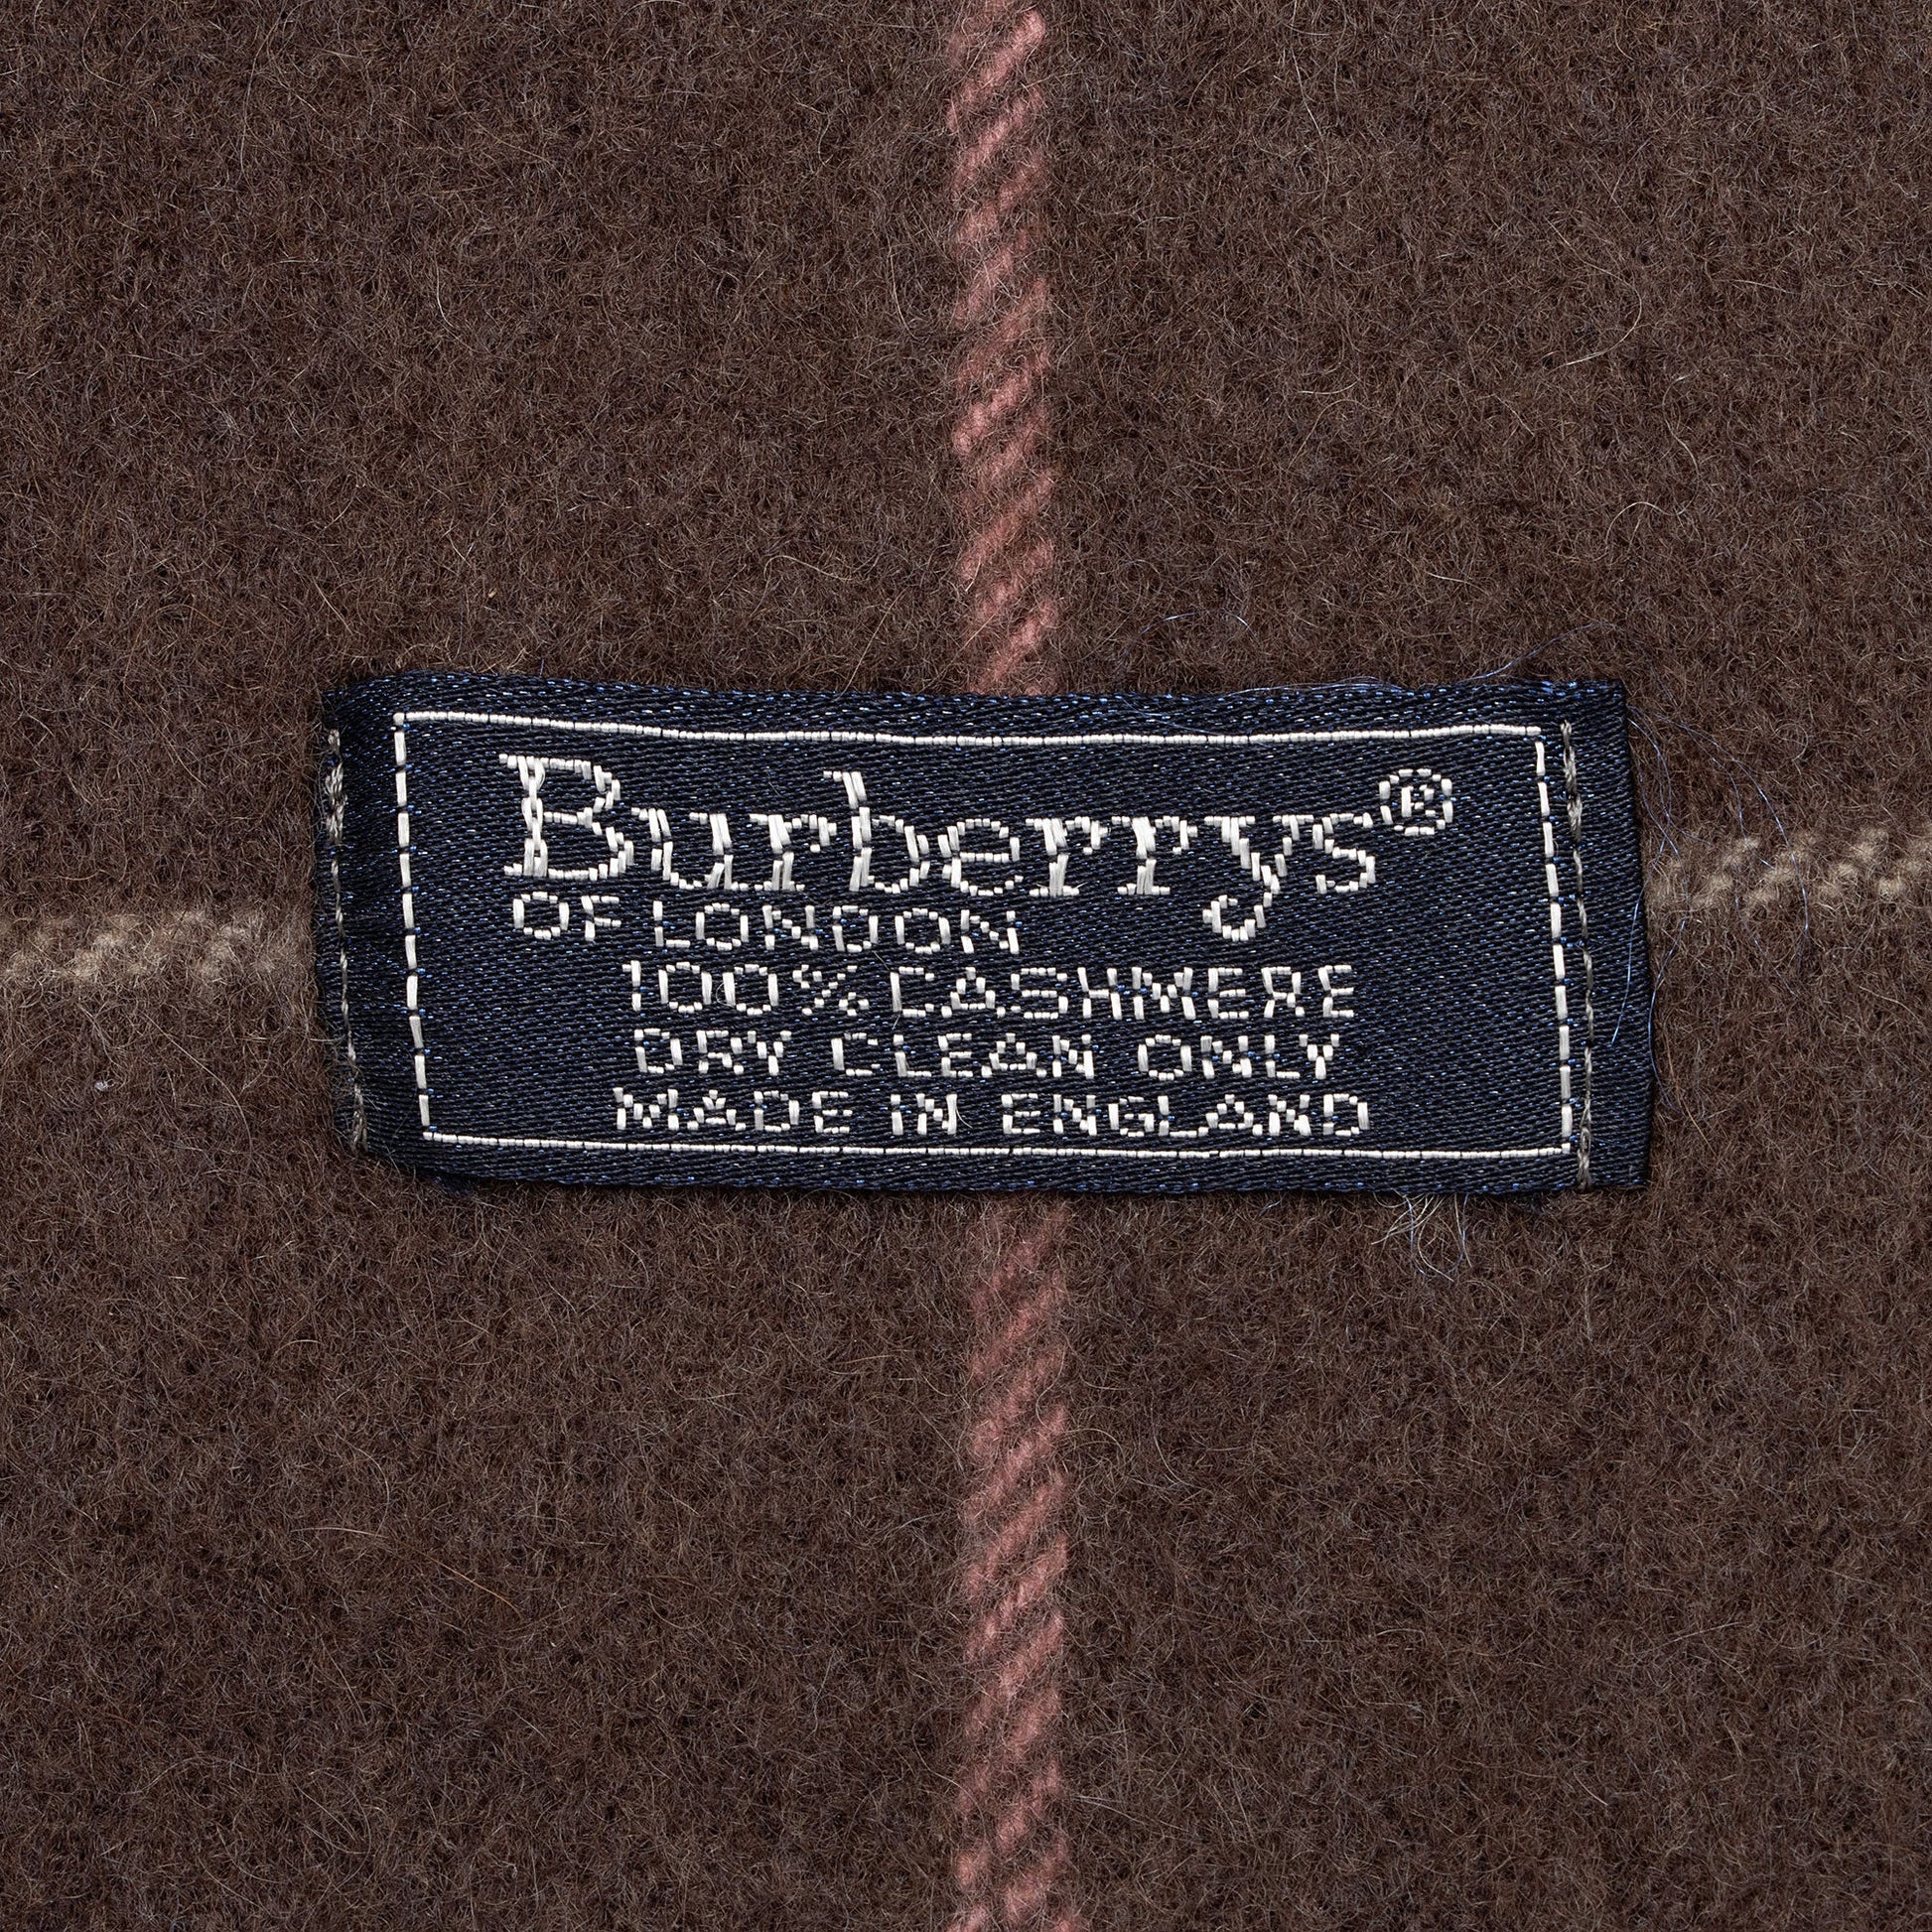 Burberrys®
OF LONDON
100% CASHMERE
DRY CLEAN ONLY
MADE IN ENGLAND